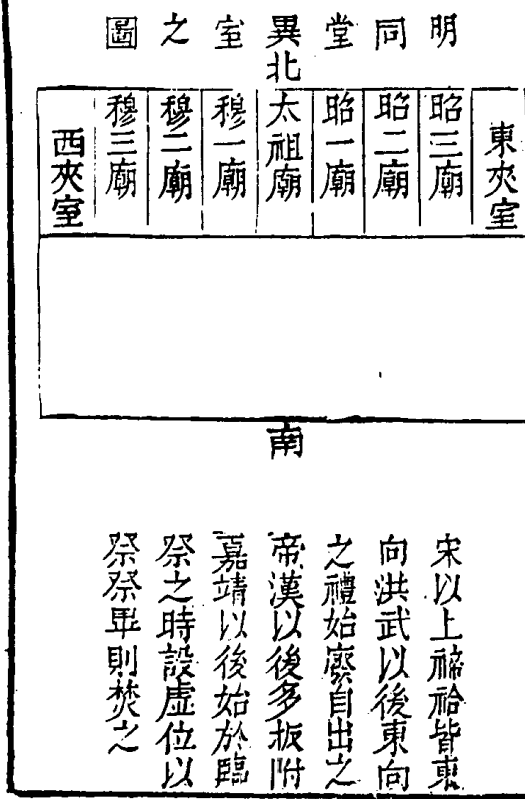 明同堂異室之圖
北
東夾室
昭三廟
昭二廟
昭一廟
太祖廟
穆一廟
穆二廟
穆三廟
西夾室
南
宋以上禘祫皆東
向洪武以後東向
之禮始廢自出之
帝漢以後多扳附
嘉靖以後始於臨
祭之時設虛位以
祭祭畢則焚之